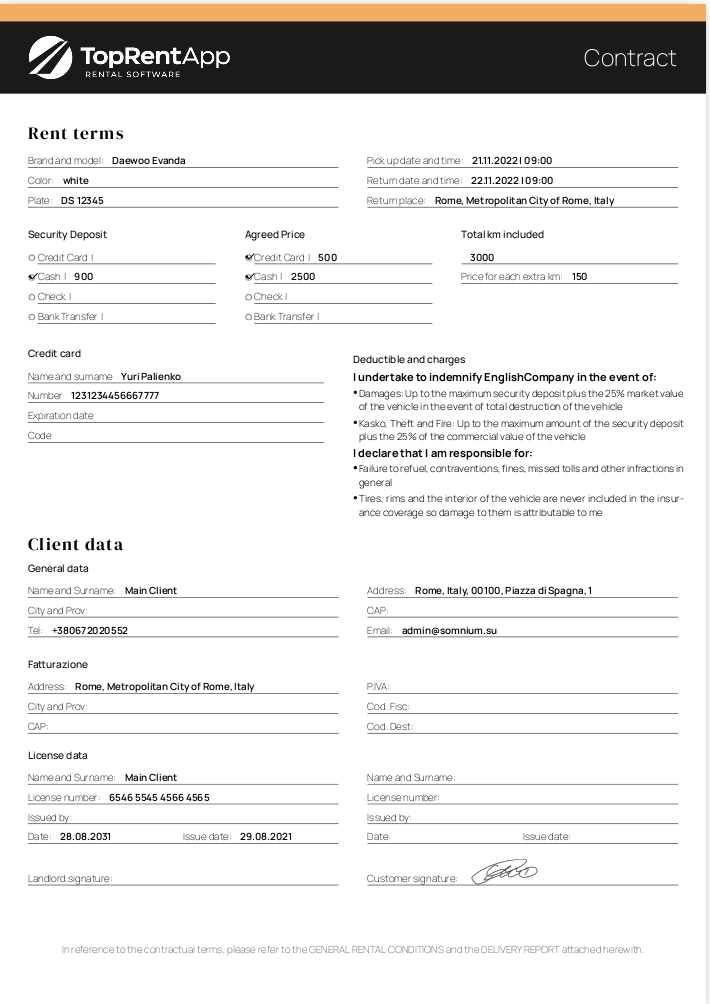 TopRentApp
RENTAL SOFTWARE
Contract
Rent terms
Brand and model: Daewoo Evanda
Color: white
Plate: DS 12345
Pick up date and time: 21.11.2022 | 09:00
Return date and time: 22.11.2022 | 09:00
Return place: Rome, Metropolitan City of Rome, Italy
Security Deposit
Credit Card |
Cash | 900
Check |
Bank Transfer |
Agreed Price
Credit Card | 500
Cash | 2500
Check |
Bank Transfer |
Total km included
3000
Price for each extra km: 150
Credit card
Name and surname Yuri Palienko
Number 1231234456667777
Expiration date
Code
Deductible and charges
I undertake to indemnify EnglishCompany in the event of:
• Damages: Up to the maximum security deposit plus the 25% market value
of the vehicle in the event of total destruction of the vehicle
• Kasko, Theft and Fire: Up to the maximum amount of the security deposit
plus the 25% of the commercial value of the vehicle
I declare that I am responsible for:
• Failure to refuel, contraventions, fines, missed tolls and other infractions in
general
• Tires, rims and the interior of the vehicle are never included in the insur-
ance coverage so damage to them is attributable to me
Client data
General data
Name and Surname: Main Client
City and Prov:
Tel: +380672020552
Address: Rome, Italy, 00100, Piazza di Spagna, 1
CAP:
Email: admin@somnium.su
Fatturazione
Address: Rome, Metropolitan City of Rome, Italy
City and Prov:
CAP:
P.IVA:
Cod. Fisc:
Cod. Dest:
License data
Name and Surname: Main Client
License number: 6546 5545 4566 4565
Issued by:
Date: 28.08.2031 Issue date: 29.08.2021
Name and Surname:
License number:
Issued by:
Date: Issue date:
Landlord signature:
Customer signature:
In reference to the contractual terms, please refer to the GENERAL RENTAL CONDITIONS and the DELIVERY REPORT attached herewith.